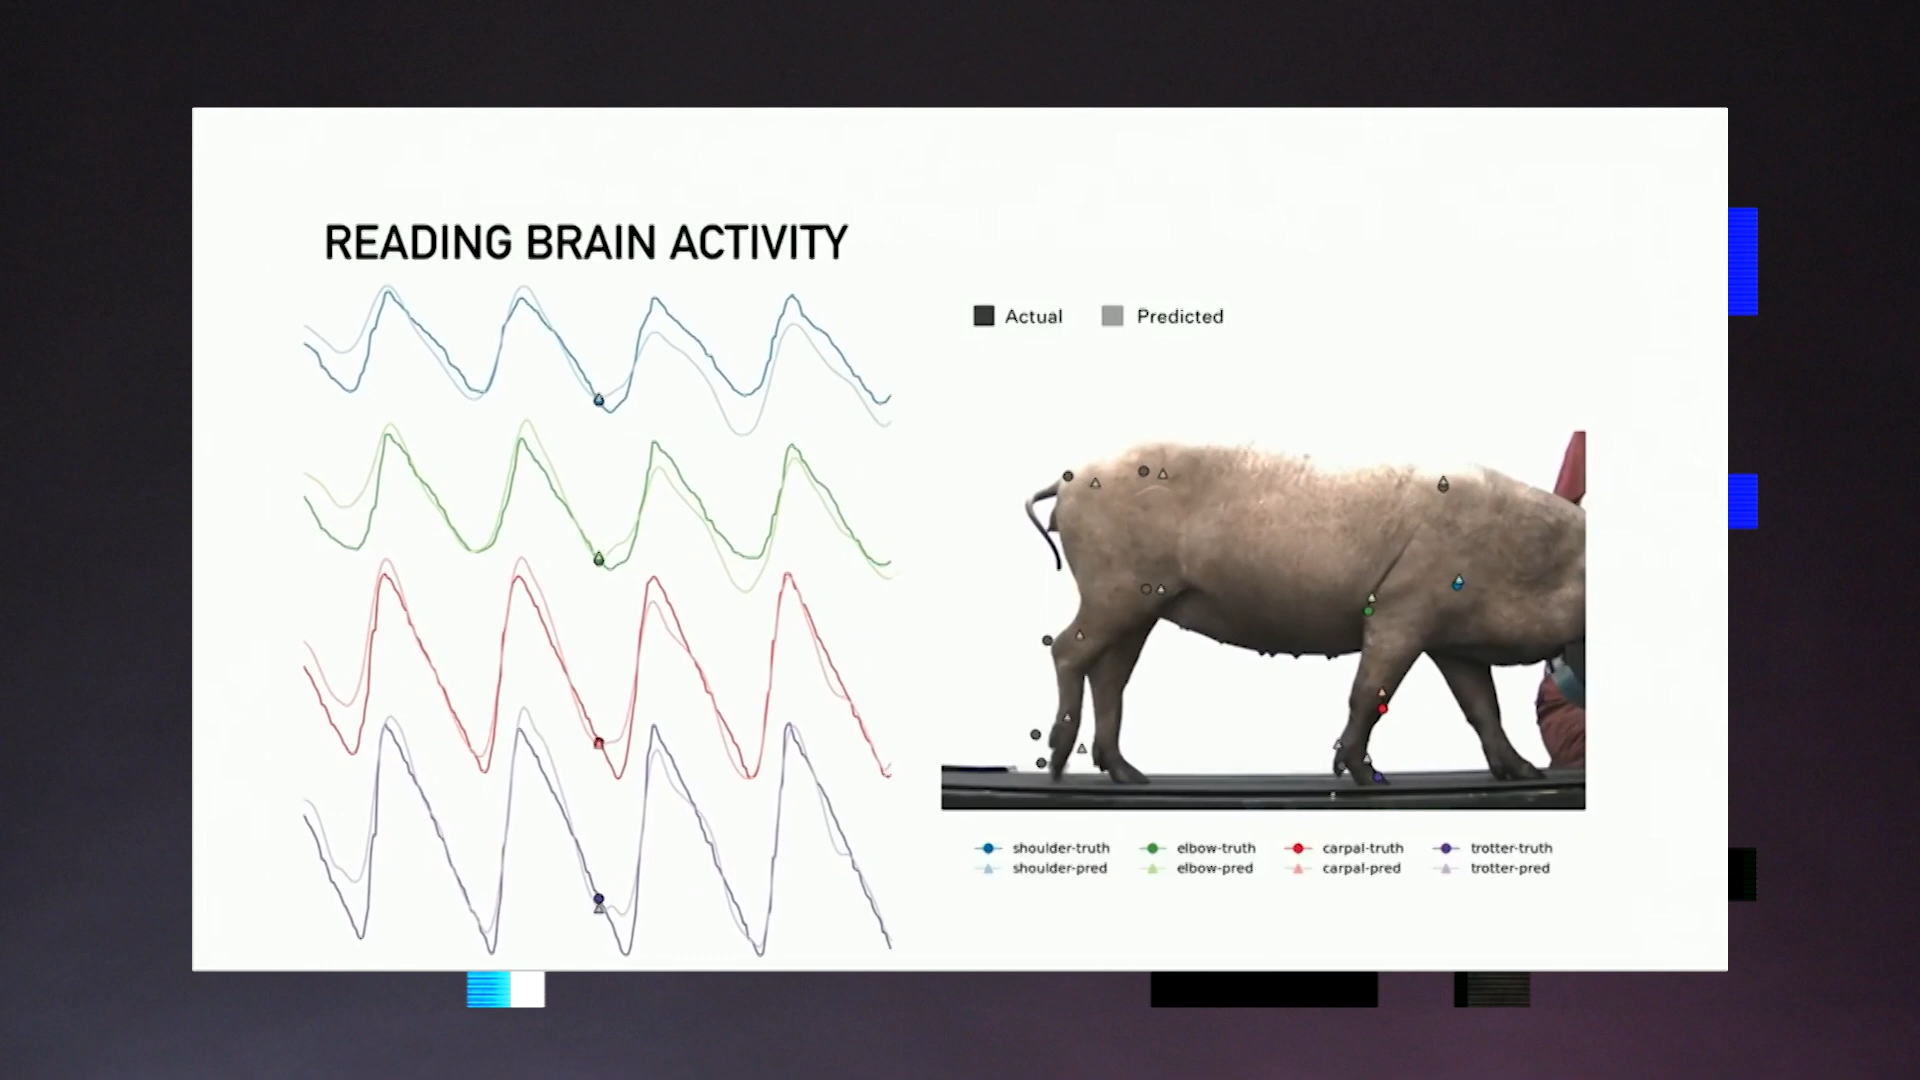 READING BRAIN ACTIVITY
Actual Predicted
shoulder-truth elbow-truth carpal-truth trotter-truth
shoulder-pred elbow-pred carpal-pred trotter-pred